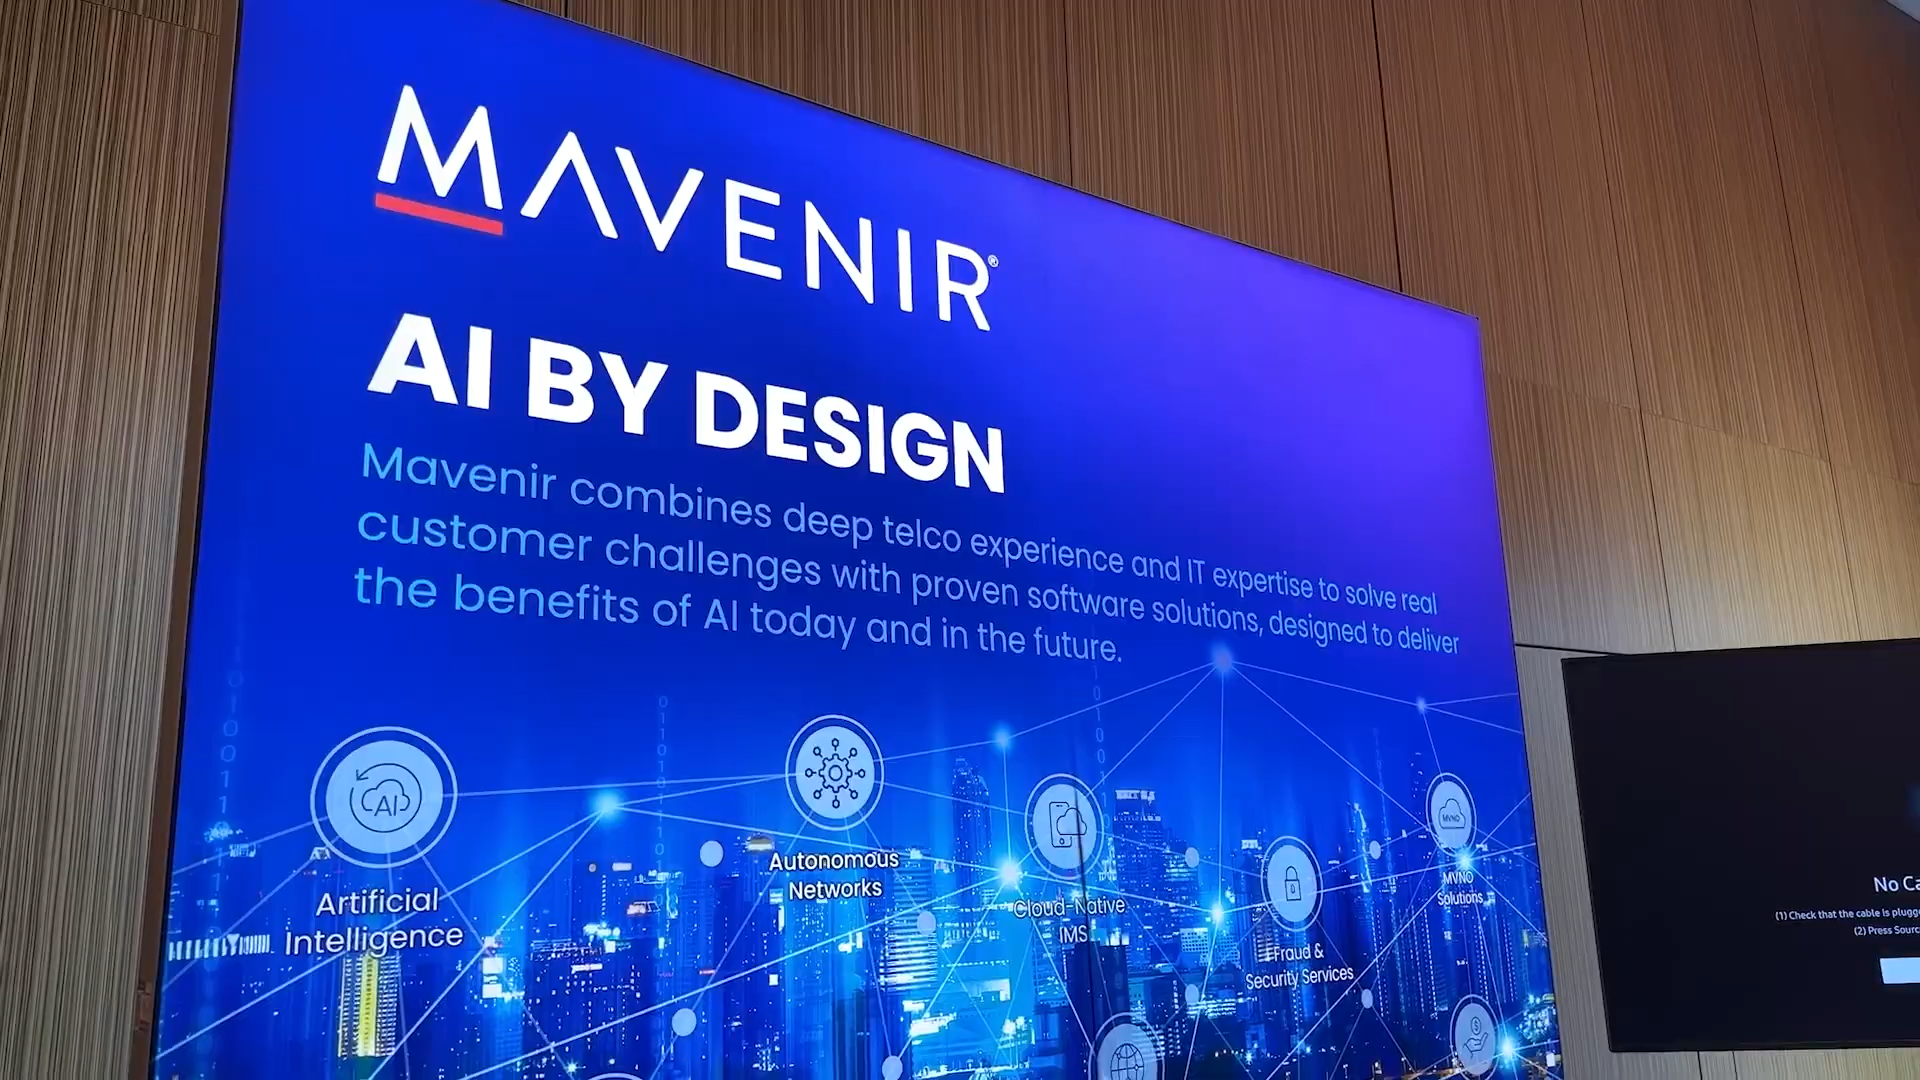 MAVENIR®
AI BY DESIGN
Mavenir combines deep telco experience and IT expertise to solve real
customer challenges with proven software solutions, designed to deliver
the benefits of AI today and in the future.
AI
Artificial
Intelligence
Autonomous
Networks
Cloud-Native
IMS
Fraud &
Security Services
MVNO
MVNO
Solutions
No Ca
(1) Check that the cable is plugge
(2) Press Sourc